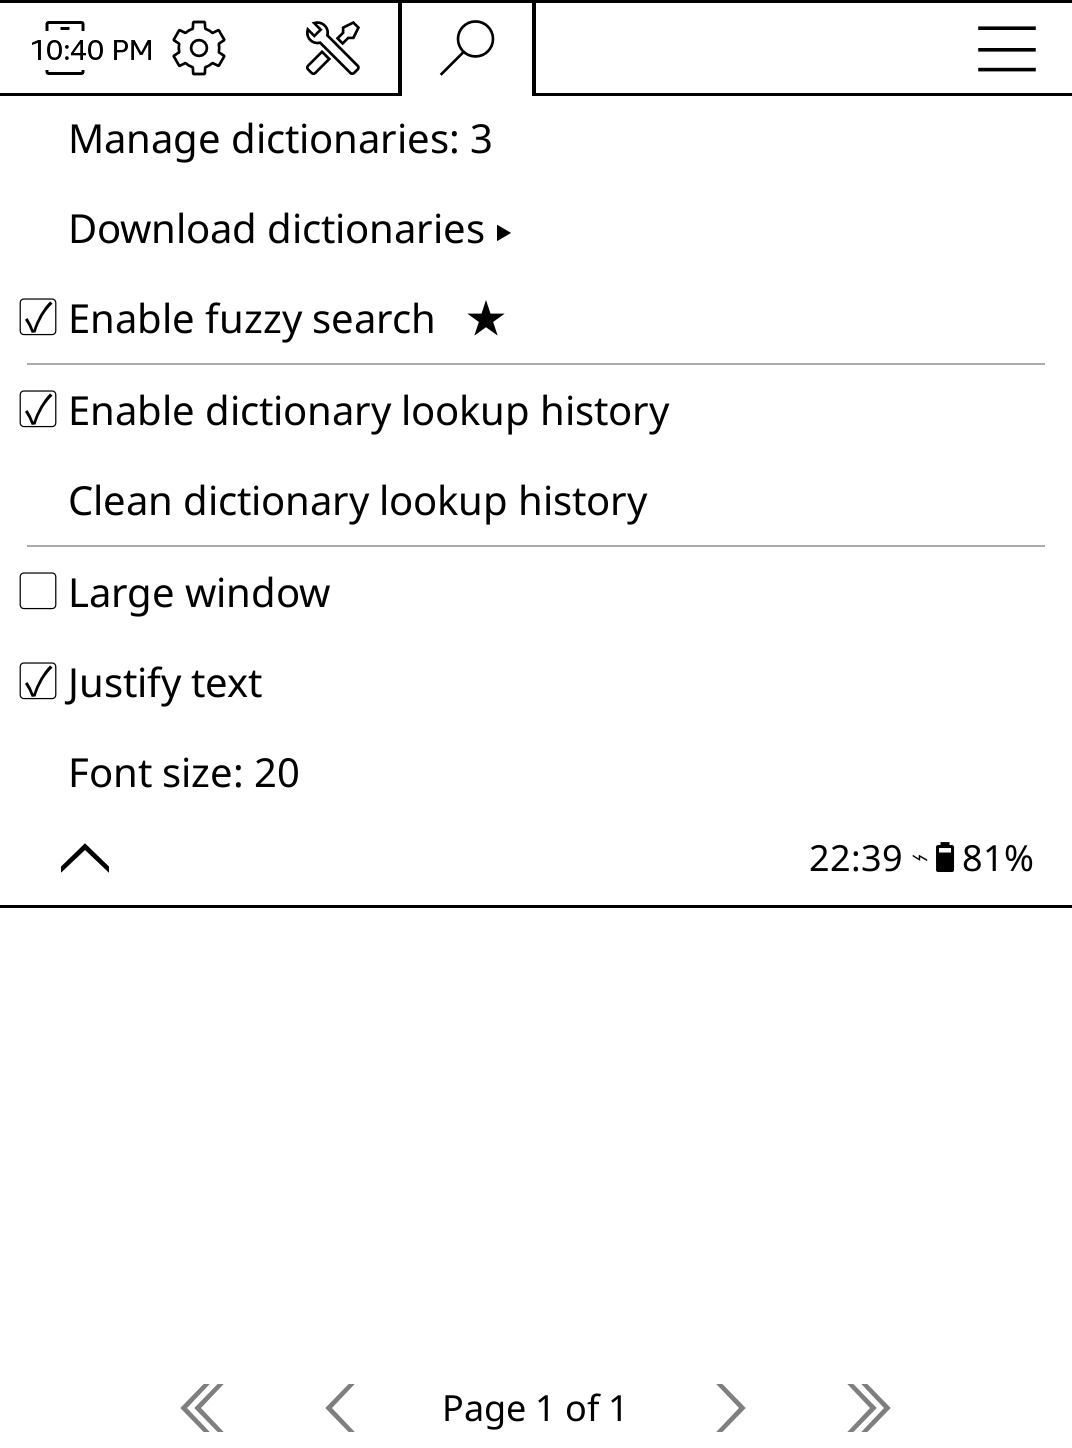 10:40 PM
Manage dictionaries: 3
Download dictionaries ▸
Enable fuzzy search ★
Enable dictionary lookup history
Clean dictionary lookup history
Large window
Justify text
Font size: 20
22:39 81%
Page 1 of 1